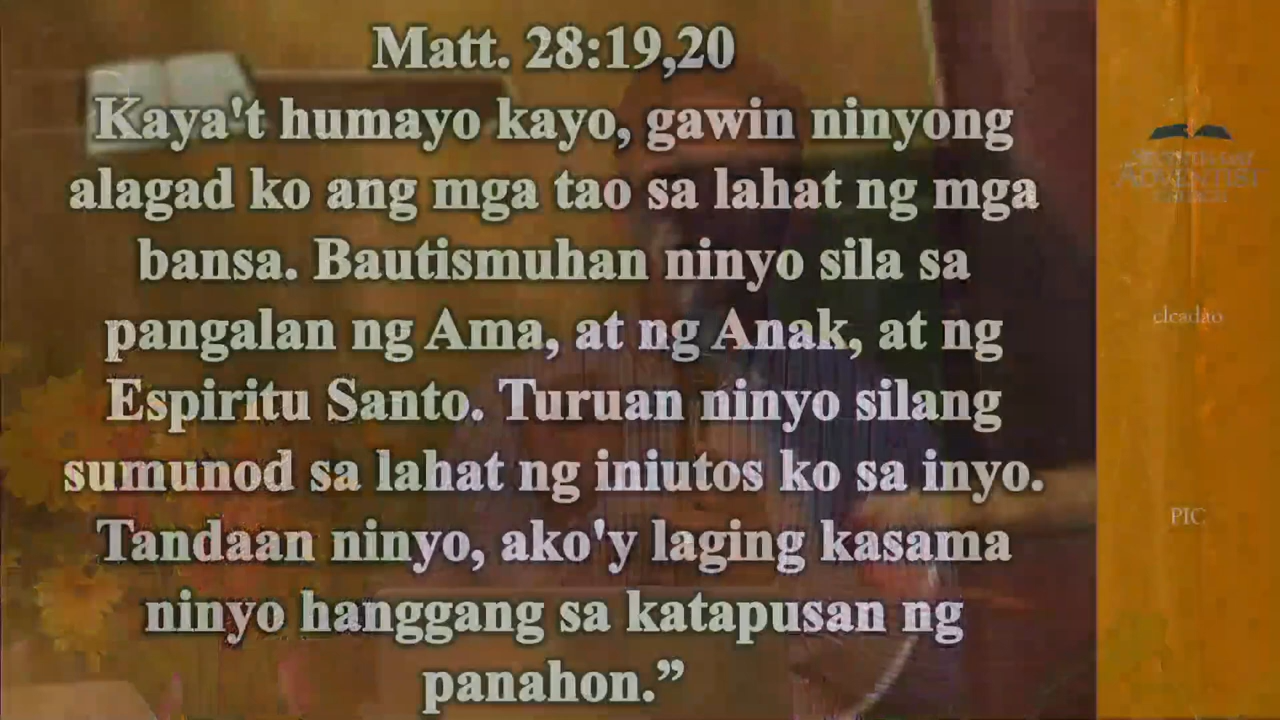 Matt. 28:19,20
Kaya't humayo kayo, gawin ninyong
alagad ko ang mga tao sa lahat ng mga
bansa. Bautismuhan ninyo sila sa
pangalan ng Ama, at ng Anak, at ng
Espiritu Santo. Turuan ninyo silang
sumunod sa lahat ng iniutos ko sa inyo.
Tandaan ninyo, ako'y laging kasama
ninyo hanggang sa katapusan ng
panahon.”
ADVENTIST
PIC